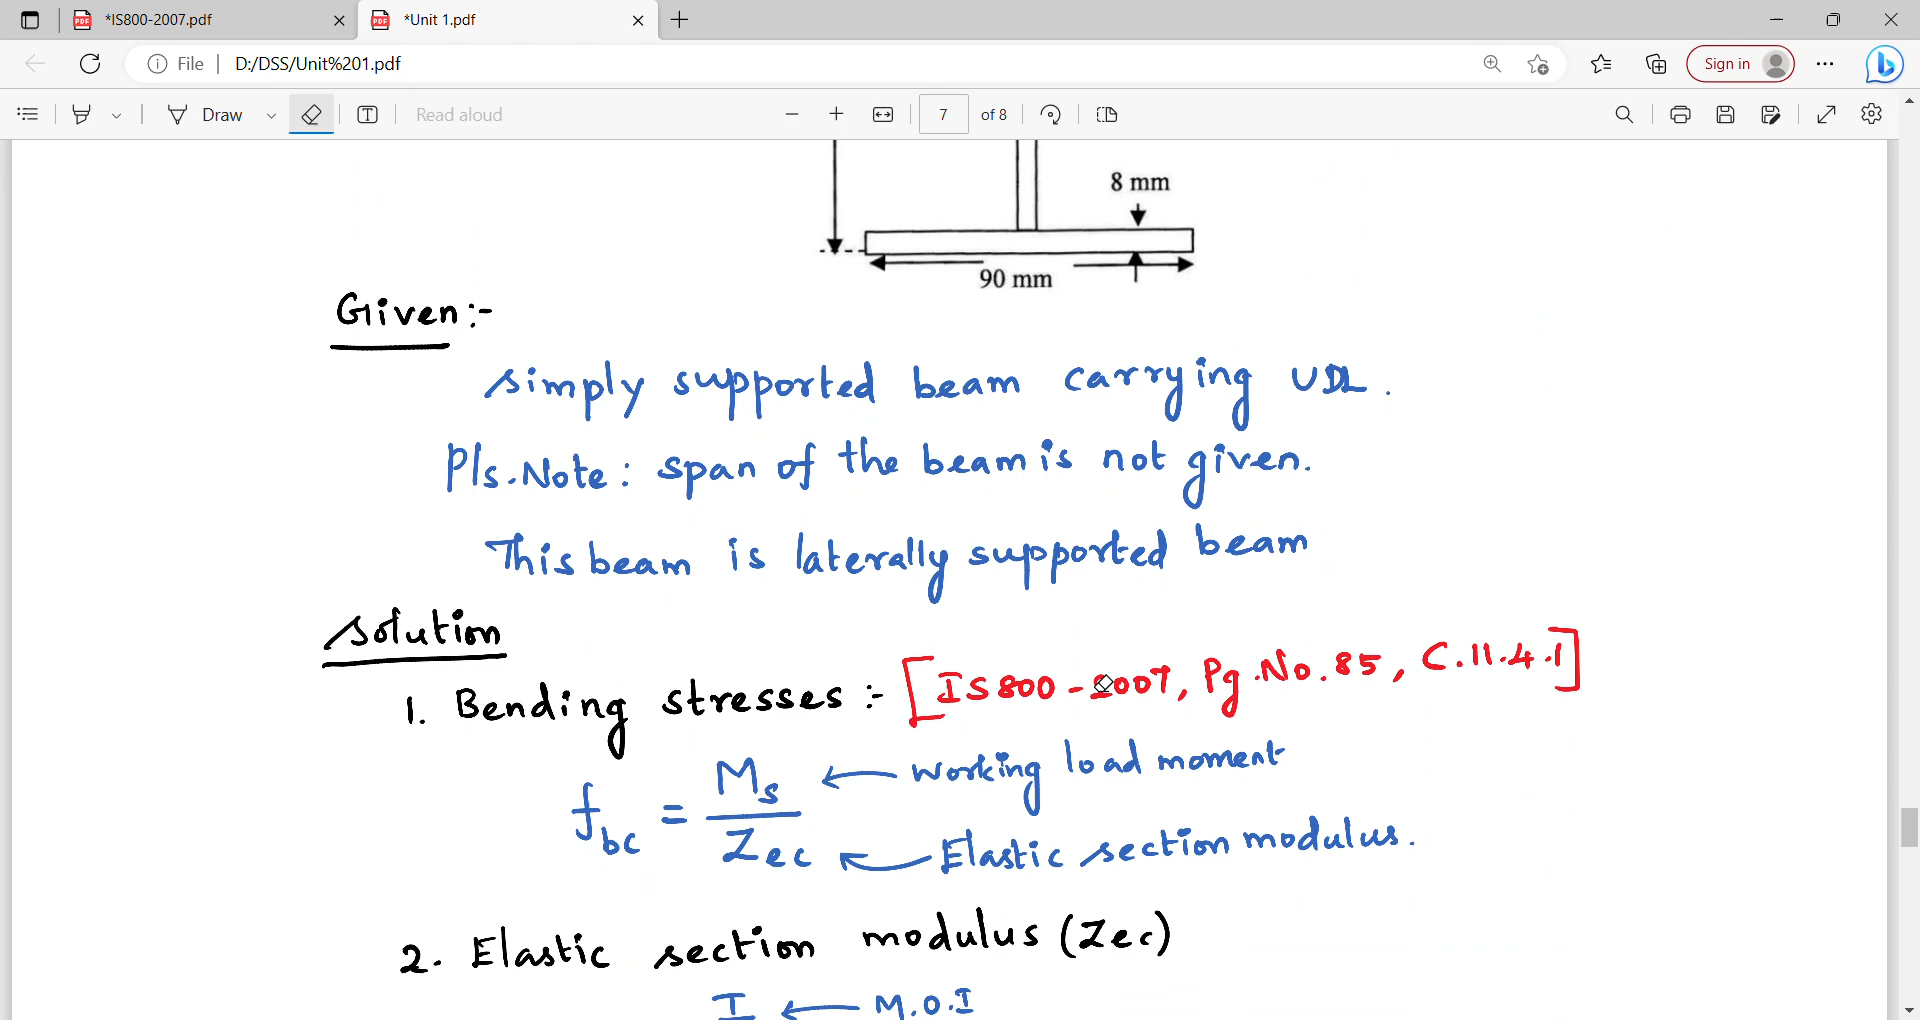 *IS800-2007.pdf
*Unit 1.pdf
File D:/DSS/Unit%201.pdf
Sign in
Draw
Read aloud
7 of 8
8 mm
90 mm
Given :-
simply supported beam carrying UDL.
Pls.Note: span of the beam is not given.
This beam is laterally supported beam
Solution
1. Bending stresses :- [IS 800 - 2007, Pg.No.85, C.11.4.1]
fbc = Ms / Zec
Working load moment
Elastic section modulus.
2. Elastic section modulus (Zec)
I M.O.I